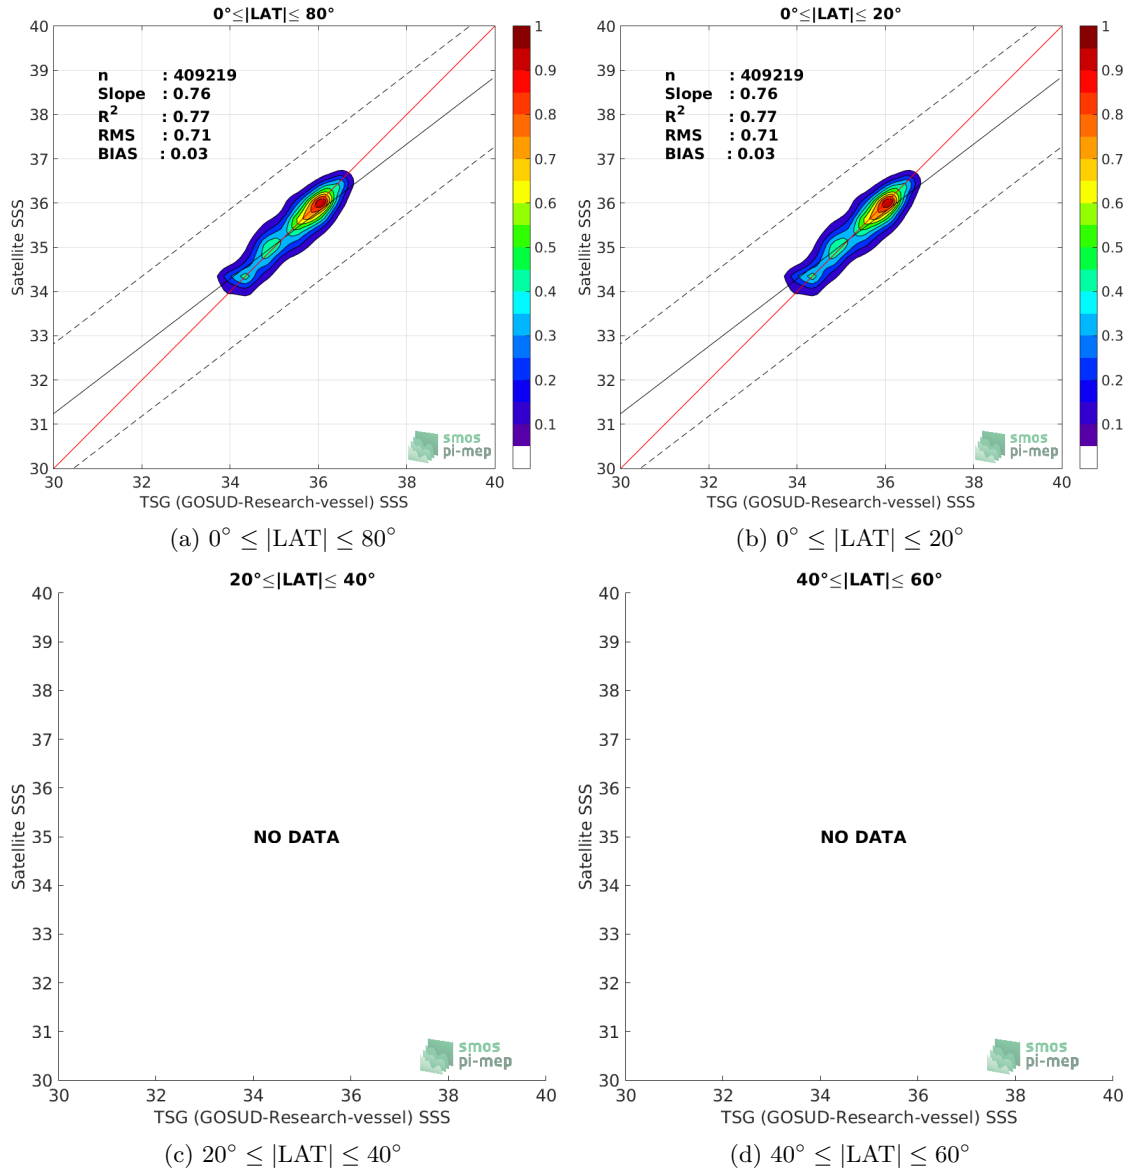 0°≤|LAT|≤ 80°
40
39
38
37
36
35
34
33
32
31
30
Satellite SSS
n : 409219
Slope : 0.76
R² : 0.77
RMS : 0.71
BIAS : 0.03
smos
pi-mep
30 32 34 36 38 40
TSG (GOSUD-Research-vessel) SSS
1
0.9
0.8
0.7
0.6
0.5
0.4
0.3
0.2
0.1
(a) 0° ≤ |LAT| ≤ 80°
0°≤|LAT|≤ 20°
40
39
38
37
36
35
34
33
32
31
30
Satellite SSS
n : 409219
Slope : 0.76
R² : 0.77
RMS : 0.71
BIAS : 0.03
smos
pi-mep
30 32 34 36 38 40
TSG (GOSUD-Research-vessel) SSS
1
0.9
0.8
0.7
0.6
0.5
0.4
0.3
0.2
0.1
(b) 0° ≤ |LAT| ≤ 20°
20°≤|LAT|≤ 40°
40
39
38
37
36
35
34
33
32
31
30
Satellite SSS
NO DATA
smos
pi-mep
30 32 34 36 38 40
TSG (GOSUD-Research-vessel) SSS
(c) 20° ≤ |LAT| ≤ 40°
40°≤|LAT|≤ 60°
40
39
38
37
36
35
34
33
32
31
30
Satellite SSS
NO DATA
smos
pi-mep
30 32 34 36 38 40
TSG (GOSUD-Research-vessel) SSS
(d) 40° ≤ |LAT| ≤ 60°